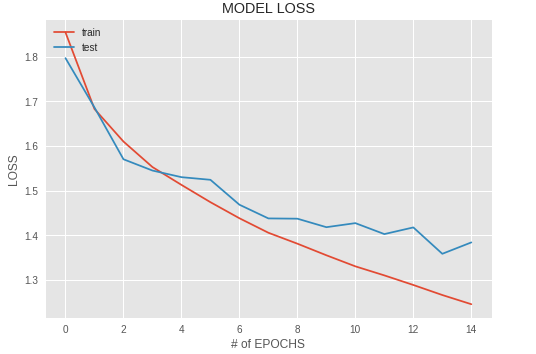 MODEL LOSS
train
test
1.8
1.7
1.6
1.5
1.4
1.3
LOSS
0 2 4 6 8 10 12 14
# of EPOCHS